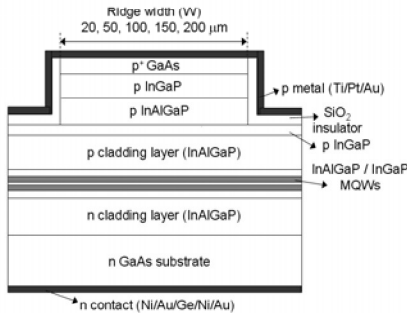 Ridge width (W)
20, 50, 100, 150, 200 µm
p⁺ GaAs
p InGaP
p InAlGaP
p metal (Ti/Pt/Au)
SiO₂
insulator
p InGaP
p cladding layer (InAlGaP)
InAlGaP / InGaP
MQWs
n cladding layer (InAlGaP)
n GaAs substrate
n contact (Ni/Au/Ge/Ni/Au)